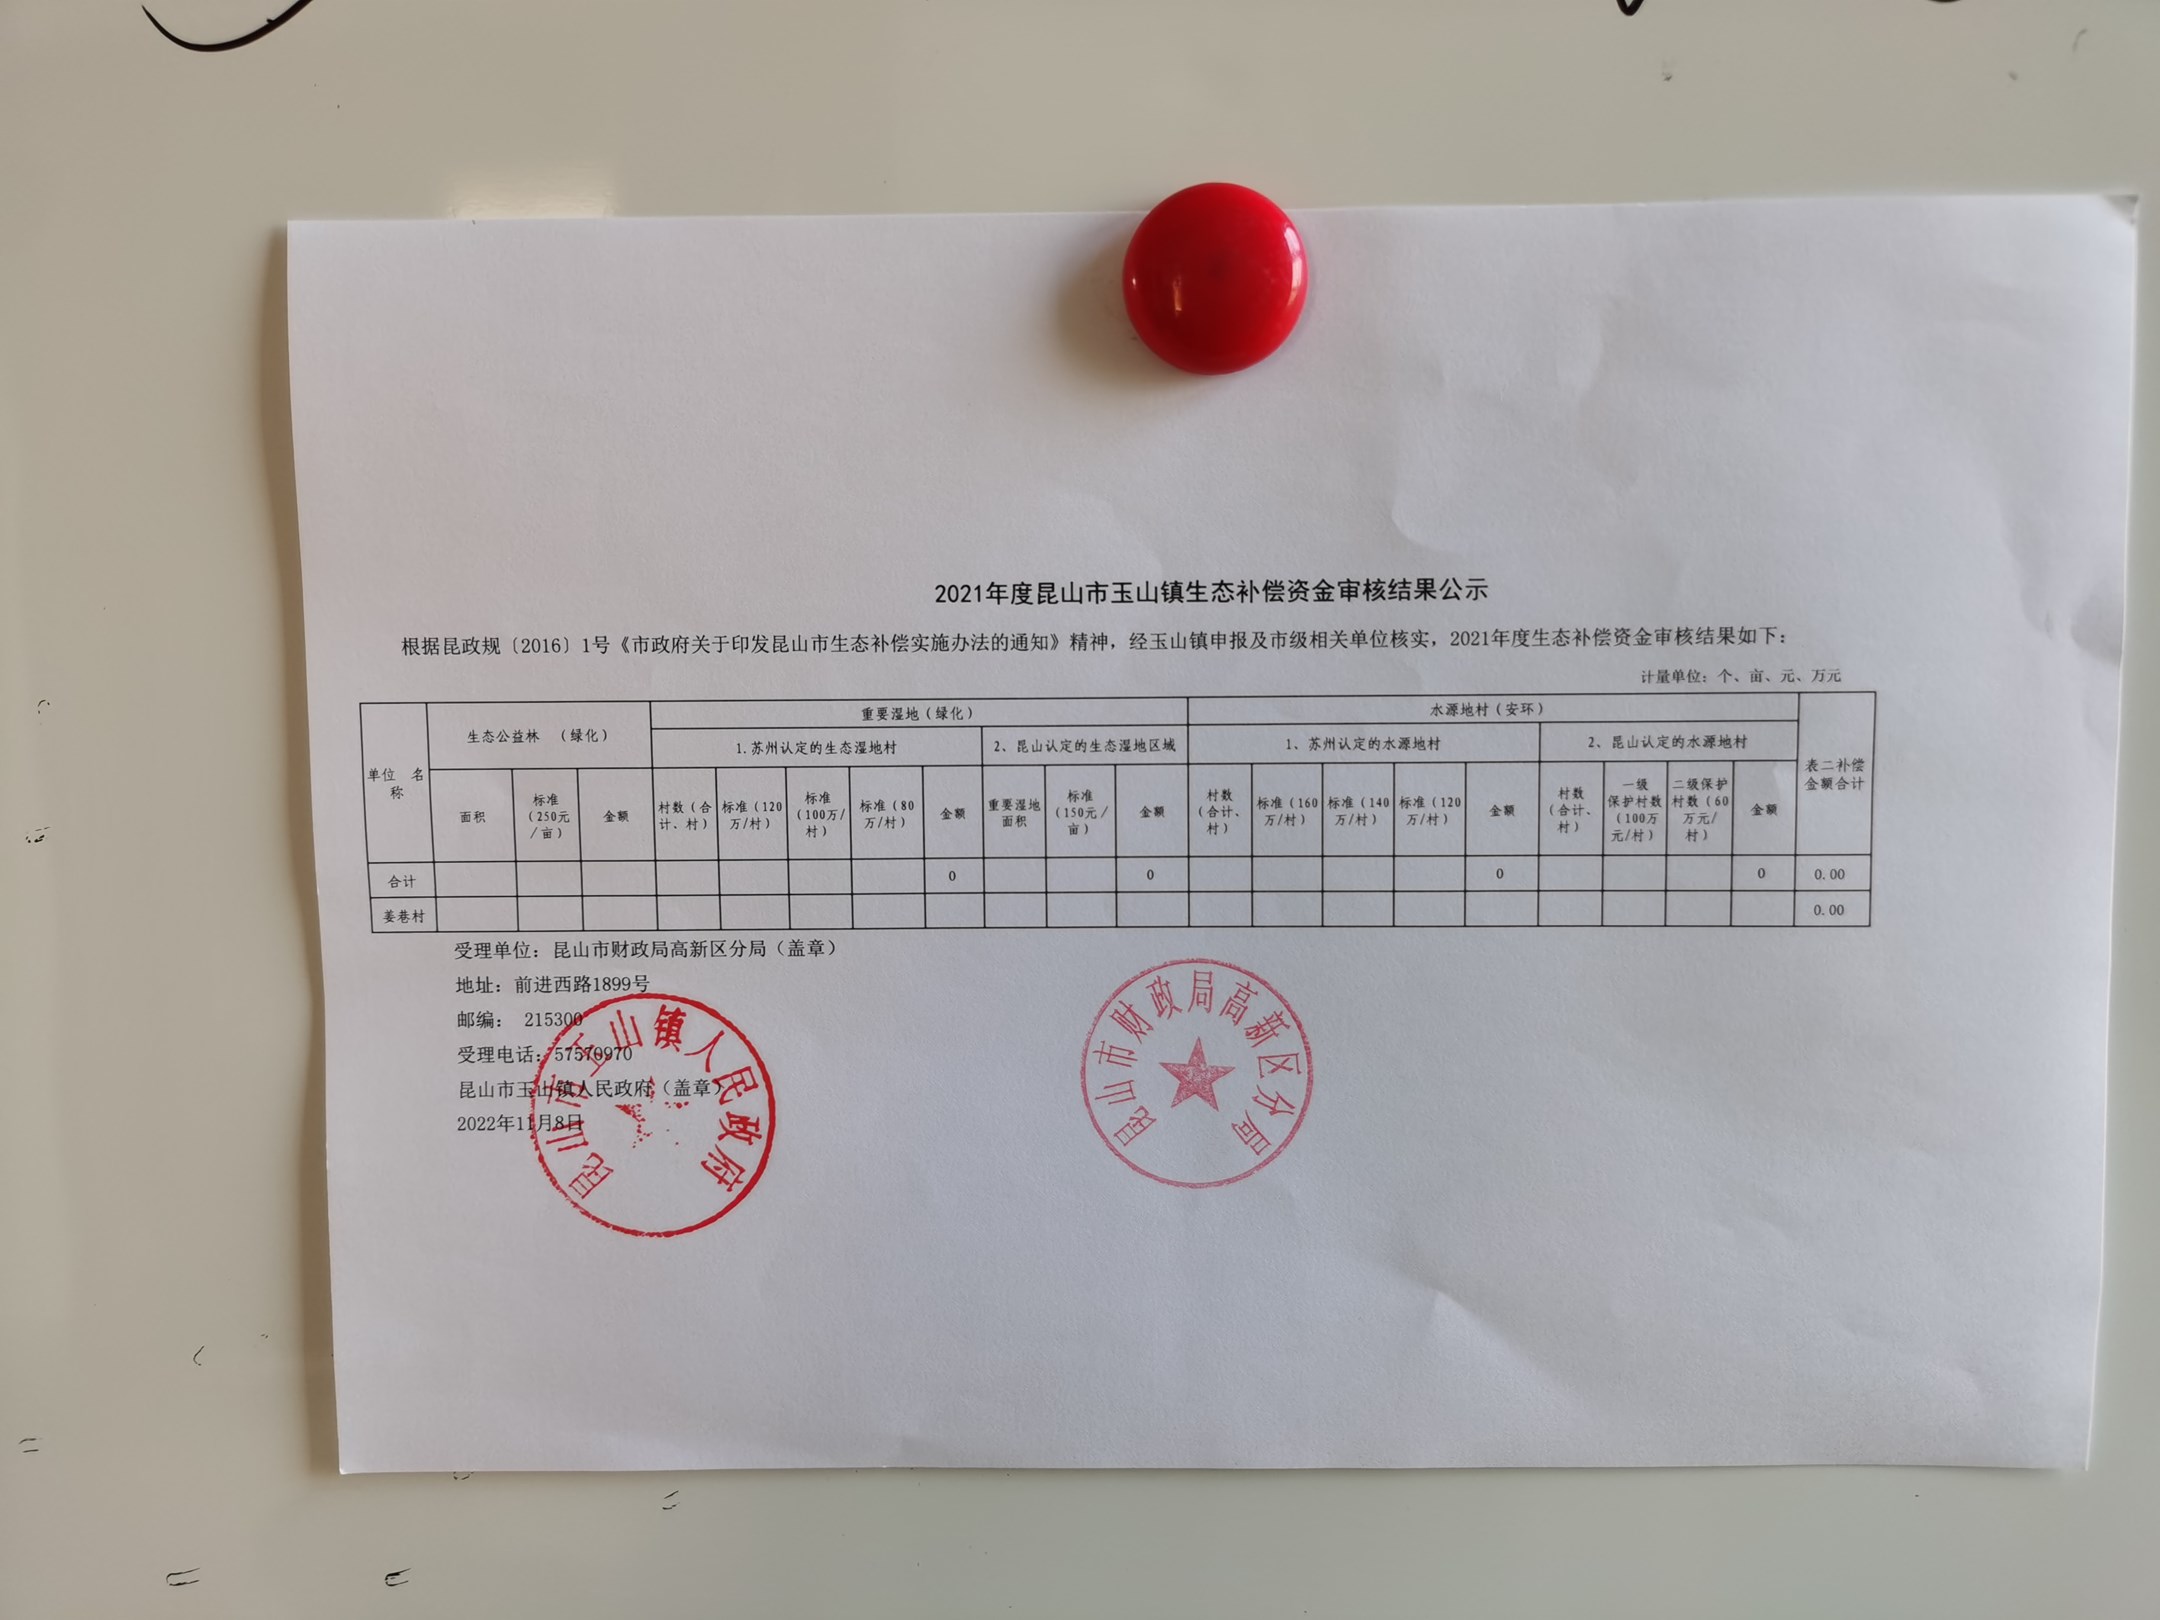 2021年度昆山市玉山镇生态补偿资金审核结果公示
根据昆政规〔2016〕1号《市政府关于印发昆山市生态补偿实施办法的通知》精神，经玉山镇申报及市级相关单位核实，2021年度生态补偿资金审核结果如下：
计量单位：个、亩、元、万元
单位 名称 生态公益林 （绿化） 重要湿地（绿化） 水源地村（安环） 表二补偿金额合计
1.苏州认定的生态湿地村 2、昆山认定的生态湿地区域 1、苏州认定的水源地村 2、昆山认定的水源地村
面积 标准（250元/亩） 金额 村数（合计、村） 标准（120万/村） 标准（100万/村） 标准（80万/村） 金额 重要湿地面积 标准（150元/亩） 金额 村数（合计、村） 标准（160万/村） 标准（140万/村） 标准（120万/村） 金额 村数（合计、村） 一级保护村数（100万元/村） 二级保护村数（60万元/村） 金额
合计 0 0 0 0 0.00
姜巷村 0.00
受理单位：昆山市财政局高新区分局（盖章）
地址：前进西路1899号
邮编： 215300
受理电话：57570970
昆山市玉山镇人民政府（盖章）
2022年11月8日
昆山市玉山镇人民政府
昆山市财政局高新区分局